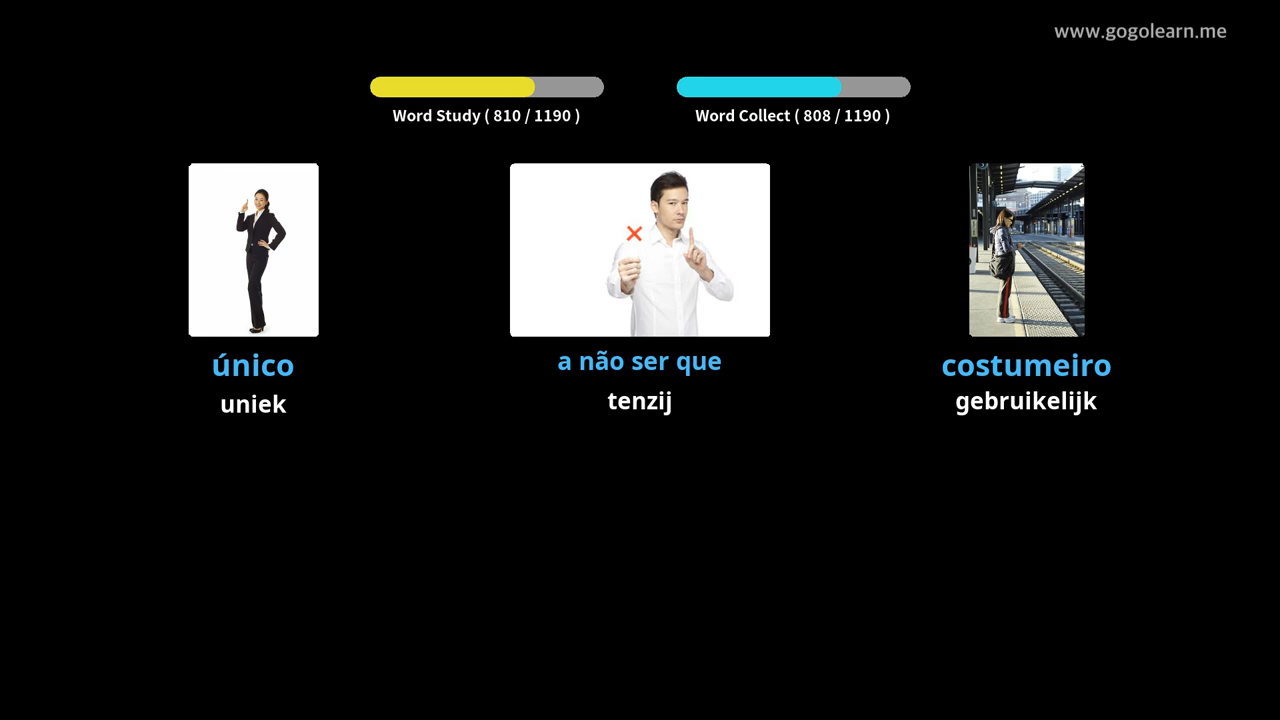 www.gogolearn.me
Word Study ( 810 / 1190 )
Word Collect ( 808 / 1190 )
único
uniek
a não ser que
tenzij
costumeiro
gebruikelijk